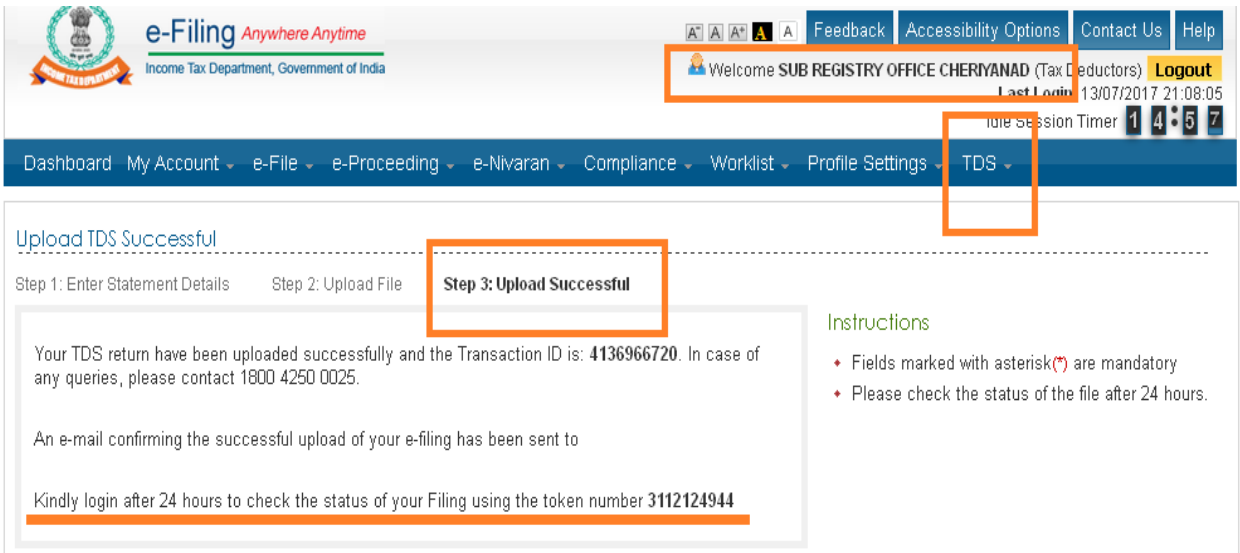 e-Filing Anywhere Anytime
Income Tax Department, Government of India
A- A A+ A A Feedback Accessibility Options Contact Us Help
Welcome SUB REGISTRY OFFICE CHERIYANAD (Tax Deductors) Logout
Last Login 13/07/2017 21:08:05
Idle Session Timer 1 4 : 5 7
Dashboard My Account e-File e-Proceeding e-Nivaran Compliance Worklist Profile Settings TDS
Upload TDS Successful
Step 1: Enter Statement Details Step 2: Upload File Step 3: Upload Successful
Your TDS return have been uploaded successfully and the Transaction ID is: 4136966720. In case of
any queries, please contact 1800 4250 0025.
An e-mail confirming the successful upload of your e-filing has been sent to
Kindly login after 24 hours to check the status of your Filing using the token number 3112124944
Instructions
Fields marked with asterisk(*) are mandatory
Please check the status of the file after 24 hours.